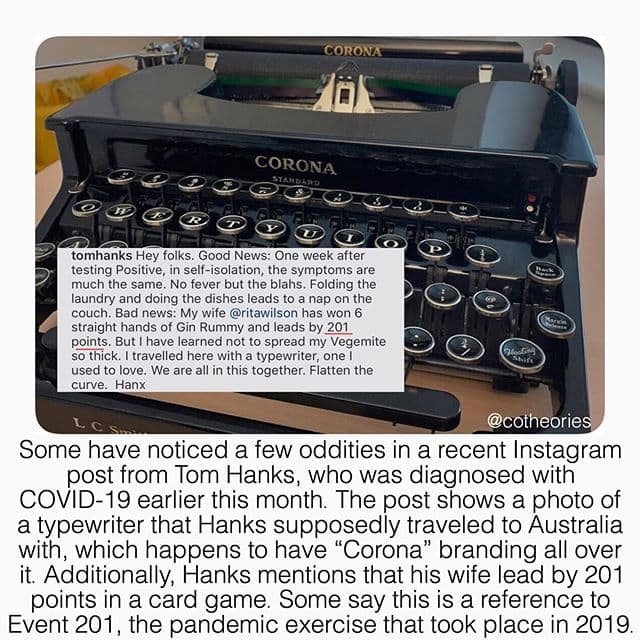 CORONA
CORONA
STANDARD
Q W E R T Y U I O P
Back Space
Margin Release
Floating Shift
tomhanks Hey folks. Good News: One week after
testing Positive, in self-isolation, the symptoms are
much the same. No fever but the blahs. Folding the
laundry and doing the dishes leads to a nap on the
couch. Bad news: My wife @ritawilson has won 6
straight hands of Gin Rummy and leads by 201
points. But I have learned not to spread my Vegemite
so thick. I travelled here with a typewriter, one I
used to love. We are all in this together. Flatten the
curve. Hanx
L C Smi
@cotheories
Some have noticed a few oddities in a recent Instagram
post from Tom Hanks, who was diagnosed with
COVID-19 earlier this month. The post shows a photo of
a typewriter that Hanks supposedly traveled to Australia
with, which happens to have “Corona” branding all over
it. Additionally, Hanks mentions that his wife lead by 201
points in a card game. Some say this is a reference to
Event 201, the pandemic exercise that took place in 2019.